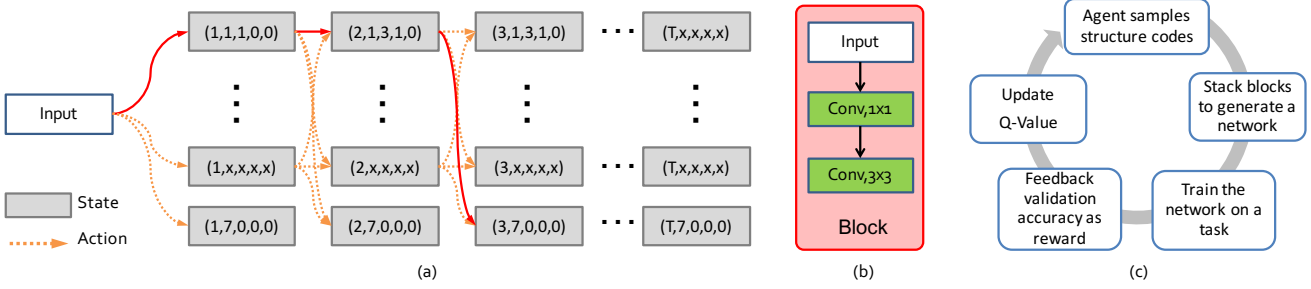 (1,1,1,0,0) (2,1,3,1,0) (3,1,3,1,0) ... (T,x,x,x,x)
Input
(1,x,x,x,x) (2,x,x,x,x) (3,x,x,x,x) ... (T,x,x,x,x)
(1,7,0,0,0) (2,7,0,0,0) (3,7,0,0,0) ... (T,7,0,0,0)
State
Action
(a)
Input
Conv,1x1
Conv,3x3
Block
(b)
Agent samples
structure codes
Stack blocks
to generate a
network
Train the
network on a
task
Feedback
validation
accuracy as
reward
Update
Q-Value
(c)